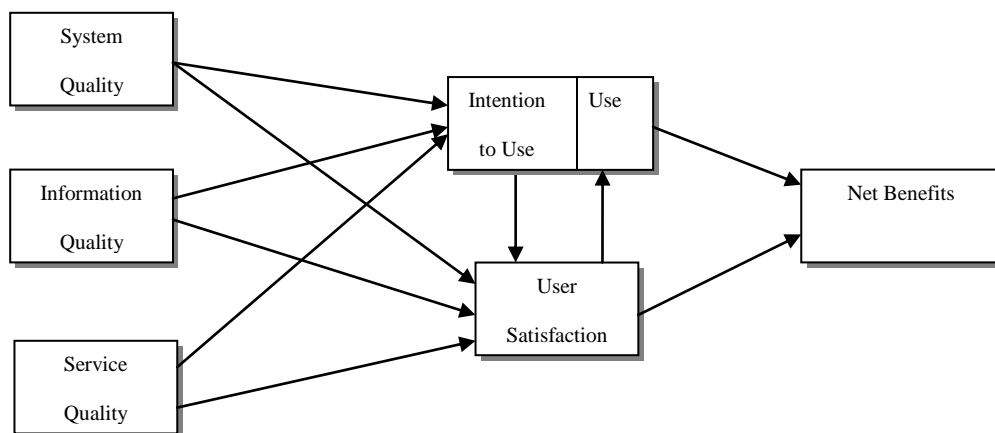 System
Quality
Intention
to Use
Use
Information
Quality
Net Benefits
User
Satisfaction
Service
Quality